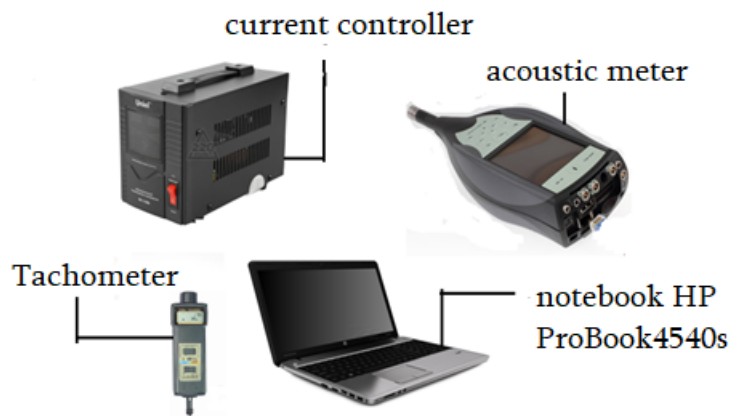 current controller
acoustic meter
Tachometer
notebook HP
ProBook4540s